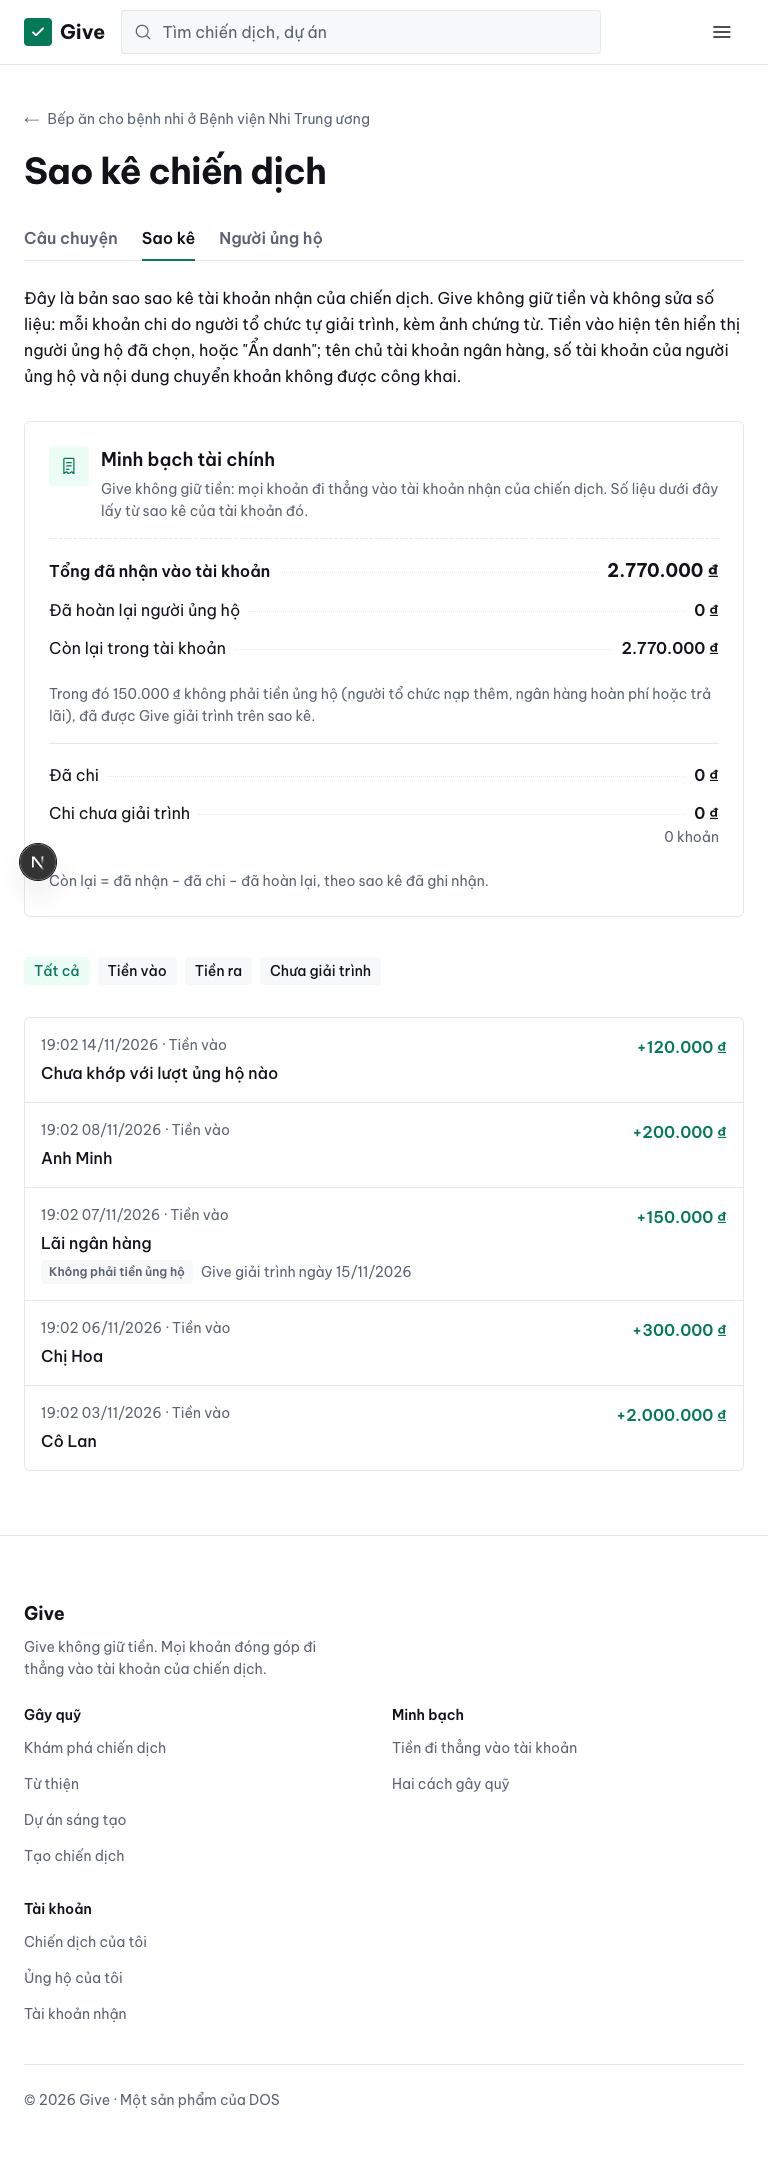 Give
Tìm chiến dịch, dự án
← Bếp ăn cho bệnh nhi ở Bệnh viện Nhi Trung ương
Sao kê chiến dịch
Câu chuyện Sao kê Người ủng hộ
Đây là bản sao sao kê tài khoản nhận của chiến dịch. Give không giữ tiền và không sửa số
liệu: mỗi khoản chi do người tổ chức tự giải trình, kèm ảnh chứng từ. Tiền vào hiện tên hiển thị
người ủng hộ đã chọn, hoặc "Ẩn danh"; tên chủ tài khoản ngân hàng, số tài khoản của người
ủng hộ và nội dung chuyển khoản không được công khai.
Minh bạch tài chính
Give không giữ tiền: mọi khoản đi thẳng vào tài khoản nhận của chiến dịch. Số liệu dưới đây
lấy từ sao kê của tài khoản đó.
Tổng đã nhận vào tài khoản 2.770.000 ₫
Đã hoàn lại người ủng hộ 0 ₫
Còn lại trong tài khoản 2.770.000 ₫
Trong đó 150.000 ₫ không phải tiền ủng hộ (người tổ chức nạp thêm, ngân hàng hoàn phí hoặc trả
lãi), đã được Give giải trình trên sao kê.
Đã chi 0 ₫
Chi chưa giải trình 0 ₫
0 khoản
N
Còn lại = đã nhận − đã chi − đã hoàn lại, theo sao kê đã ghi nhận.
Tất cả Tiền vào Tiền ra Chưa giải trình
19:02 14/11/2026 · Tiền vào +120.000 ₫
Chưa khớp với lượt ủng hộ nào
19:02 08/11/2026 · Tiền vào +200.000 ₫
Anh Minh
19:02 07/11/2026 · Tiền vào +150.000 ₫
Lãi ngân hàng
Không phải tiền ủng hộ Give giải trình ngày 15/11/2026
19:02 06/11/2026 · Tiền vào +300.000 ₫
Chị Hoa
19:02 03/11/2026 · Tiền vào +2.000.000 ₫
Cô Lan
Give
Give không giữ tiền. Mọi khoản đóng góp đi
thẳng vào tài khoản của chiến dịch.
Gây quỹ
Khám phá chiến dịch
Từ thiện
Dự án sáng tạo
Tạo chiến dịch
Minh bạch
Tiền đi thẳng vào tài khoản
Hai cách gây quỹ
Tài khoản
Chiến dịch của tôi
Ủng hộ của tôi
Tài khoản nhận
© 2026 Give · Một sản phẩm của DOS